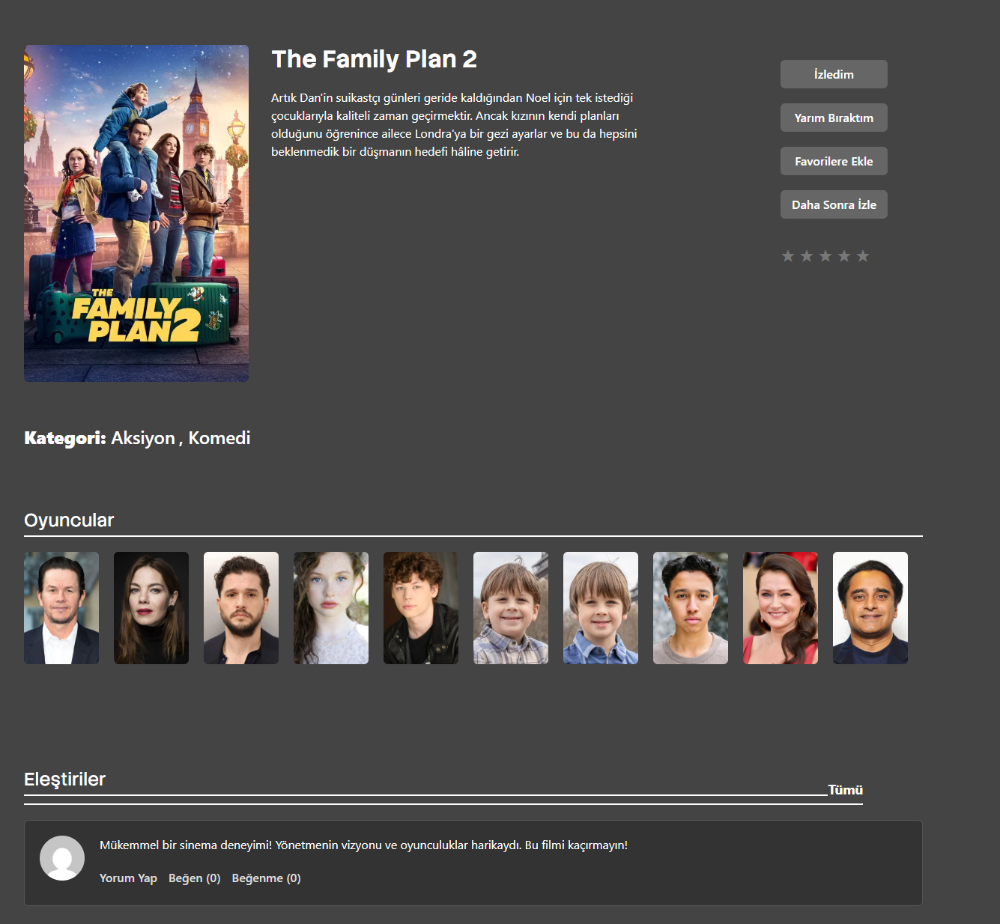 The Family Plan 2
Artık Dan'in suikastçı günleri geride kaldığından Noel için tek istediği
çocuklarıyla kaliteli zaman geçirmektir. Ancak kızının kendi planları
olduğunu öğrenince ailece Londra'ya bir gezi ayarlar ve bu da hepsini
beklenmedik bir düşmanın hedefi hâline getirir.
İzledim
Yarım Bıraktım
Favorilere Ekle
Daha Sonra İzle
THE
FAMILY
PLAN 2
Kategori: Aksiyon , Komedi
Oyuncular
Eleştiriler
Tümü
Mükemmel bir sinema deneyimi! Yönetmenin vizyonu ve oyunculuklar harikaydı. Bu filmi kaçırmayın!
Yorum Yap Beğen (0) Beğenme (0)